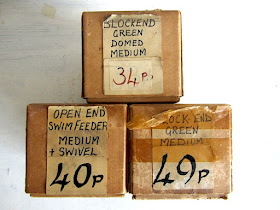 BLOCKEND
GREEN
DOMED
MEDIUM
34P.
OPEN END
SWIM FEEDER
MEDIUM
+ SWIVEL
40P
BLOCK END
GREEN
MEDIUM
49P